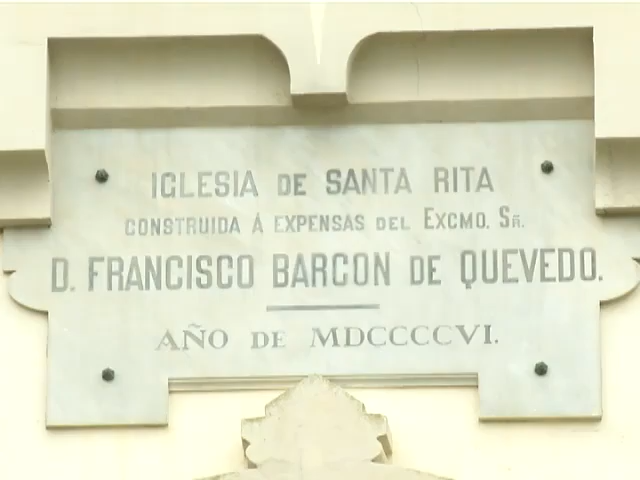 IGLESIA DE SANTA RITA
CONSTRUIDA Á EXPENSAS DEL EXCMO. SR.
D. FRANCISCO BARCON DE QUEVEDO.
AÑO DE MDCCCCVI.